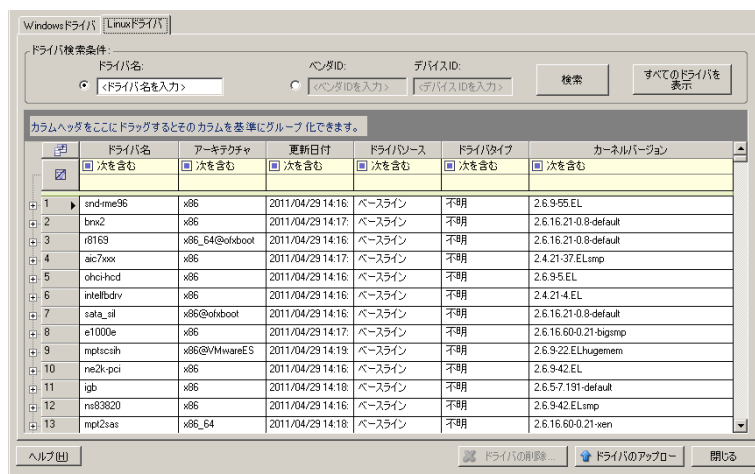 Windowsドライバ Linuxドライバ
ドライバ検索条件:
ドライバ名: ベンダID: デバイスID:
<ドライバ名を入力> <ベンダIDを入力> <デバイスIDを入力> 検索 すべてのドライバを表示
カラムヘッダをここにドラッグするとそのカラムを基準にグループ化できます。
ドライバ名 アーキテクチャ 更新日付 ドライバソース ドライバタイプ カーネルバージョン
次を含む 次を含む 次を含む 次を含む 次を含む 次を含む
1 snd-rme96 x86 2011/04/29 14:16: ベースライン 不明 2.6.9-55.EL
2 bnx2 x86 2011/04/29 14:17: ベースライン 不明 2.6.16.21-0.8-default
3 r8169 x86_64@ofxboot 2011/04/29 14:16: ベースライン 不明 2.6.16.21-0.8-default
4 aic7xxx x86 2011/04/29 14:17: ベースライン 不明 2.4.21-37.ELsmp
5 ohci-hcd x86 2011/04/29 14:16: ベースライン 不明 2.6.9-5.EL
6 intelfbdrv x86 2011/04/29 14:16: ベースライン 不明 2.4.21-4.EL
7 sata_sil x86@ofxboot 2011/04/29 14:16: ベースライン 不明 2.6.16.21-0.8-default
8 e1000e x86 2011/04/29 14:17: ベースライン 不明 2.6.16.60-0.21-bigsmp
9 mptscsih x86@VMwareES 2011/04/29 14:19: ベースライン 不明 2.6.9-22.ELhugemem
10 ne2k-pci x86 2011/04/29 14:16: ベースライン 不明 2.6.9-42.EL
11 igb x86 2011/04/29 14:18: ベースライン 不明 2.6.5-7.191-default
12 ns83820 x86 2011/04/29 14:16: ベースライン 不明 2.6.9-42.ELsmp
13 mpt2sas x86_64 2011/04/29 14:18: ベースライン 不明 2.6.16.60-0.21-xen
ヘルプ(H) ドライバの削除... ドライバのアップロー 閉じる